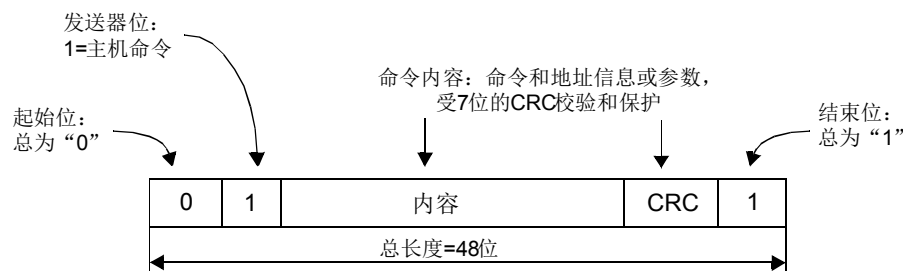 发送器位：
1=主机命令
命令内容：命令和地址信息或参数，
受7位的CRC校验和保护
起始位：
总为“0”
结束位：
总为“1”
0 1 内容 CRC 1
总长度=48位